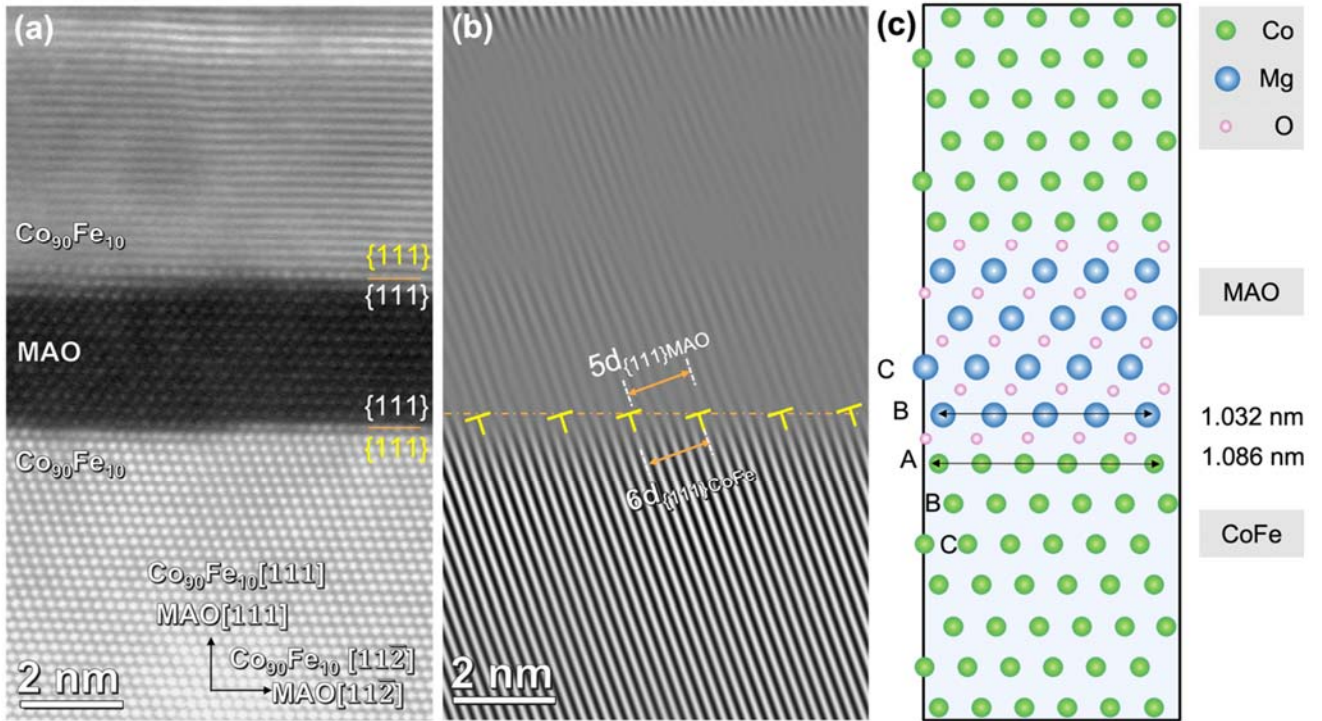 (a)
Co90Fe10
{111}
{111}
MAO
{111}
{111}
Co90Fe10
Co90Fe10[111]
MAO[111]
Co90Fe10 [112̄]
MAO[112̄]
2 nm
(b)
5d{111}MAO
6d{111}CoFe
2 nm
(c)
C
B
A
B
C
Co
Mg
O
MAO
1.032 nm
1.086 nm
CoFe